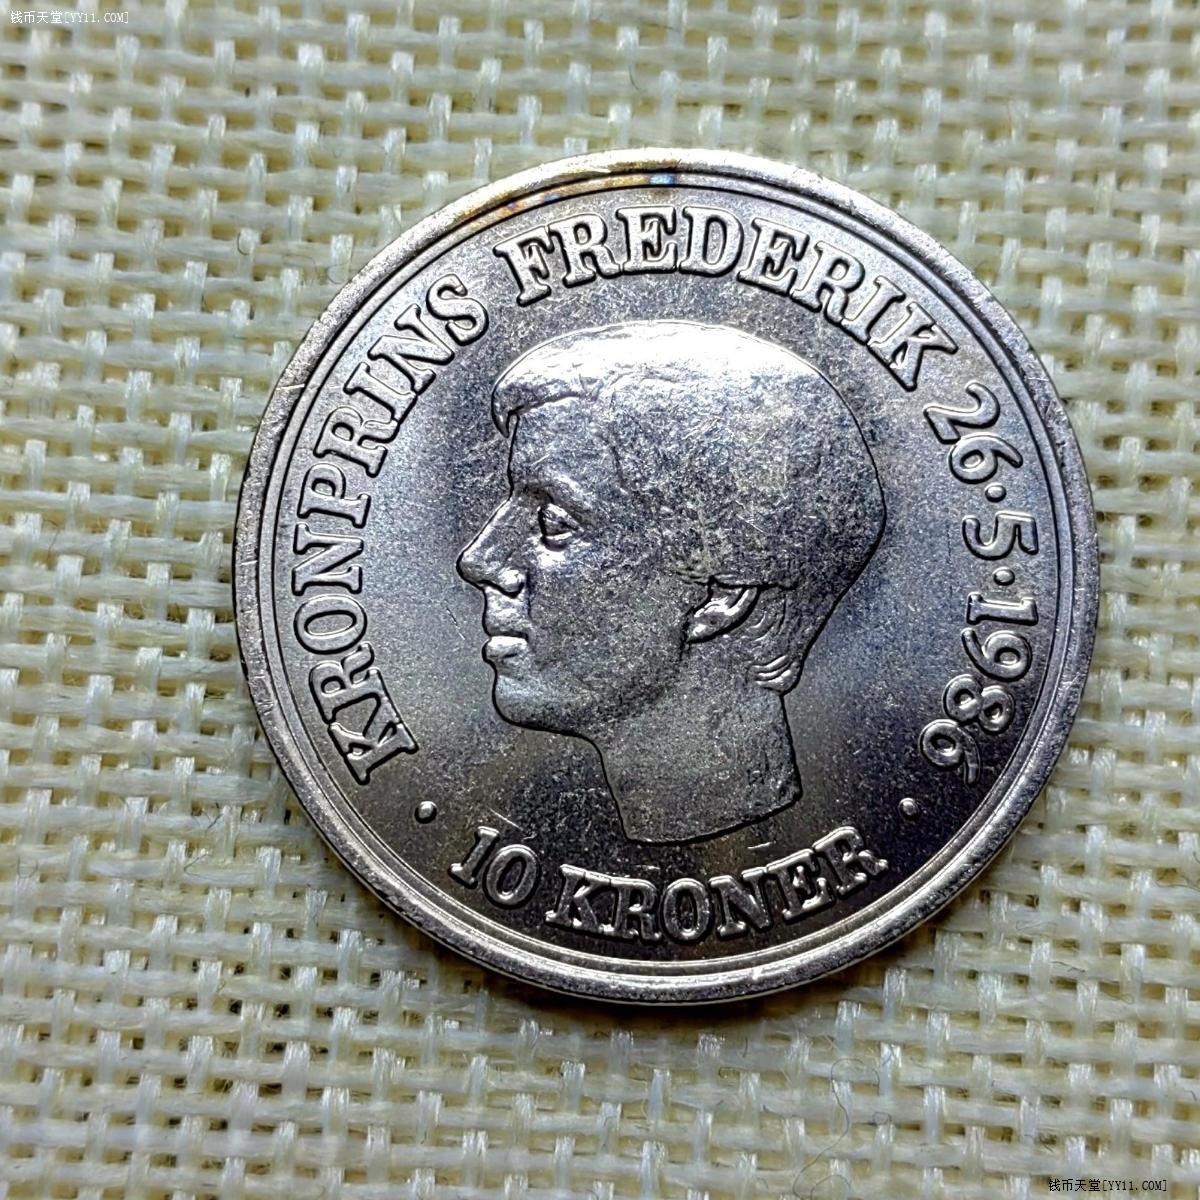 钱币天堂[YY11.COM]
KRONPRINS FREDERIK 26·5·1986
· 10 KRONER ·
钱币天堂[YY11.COM]